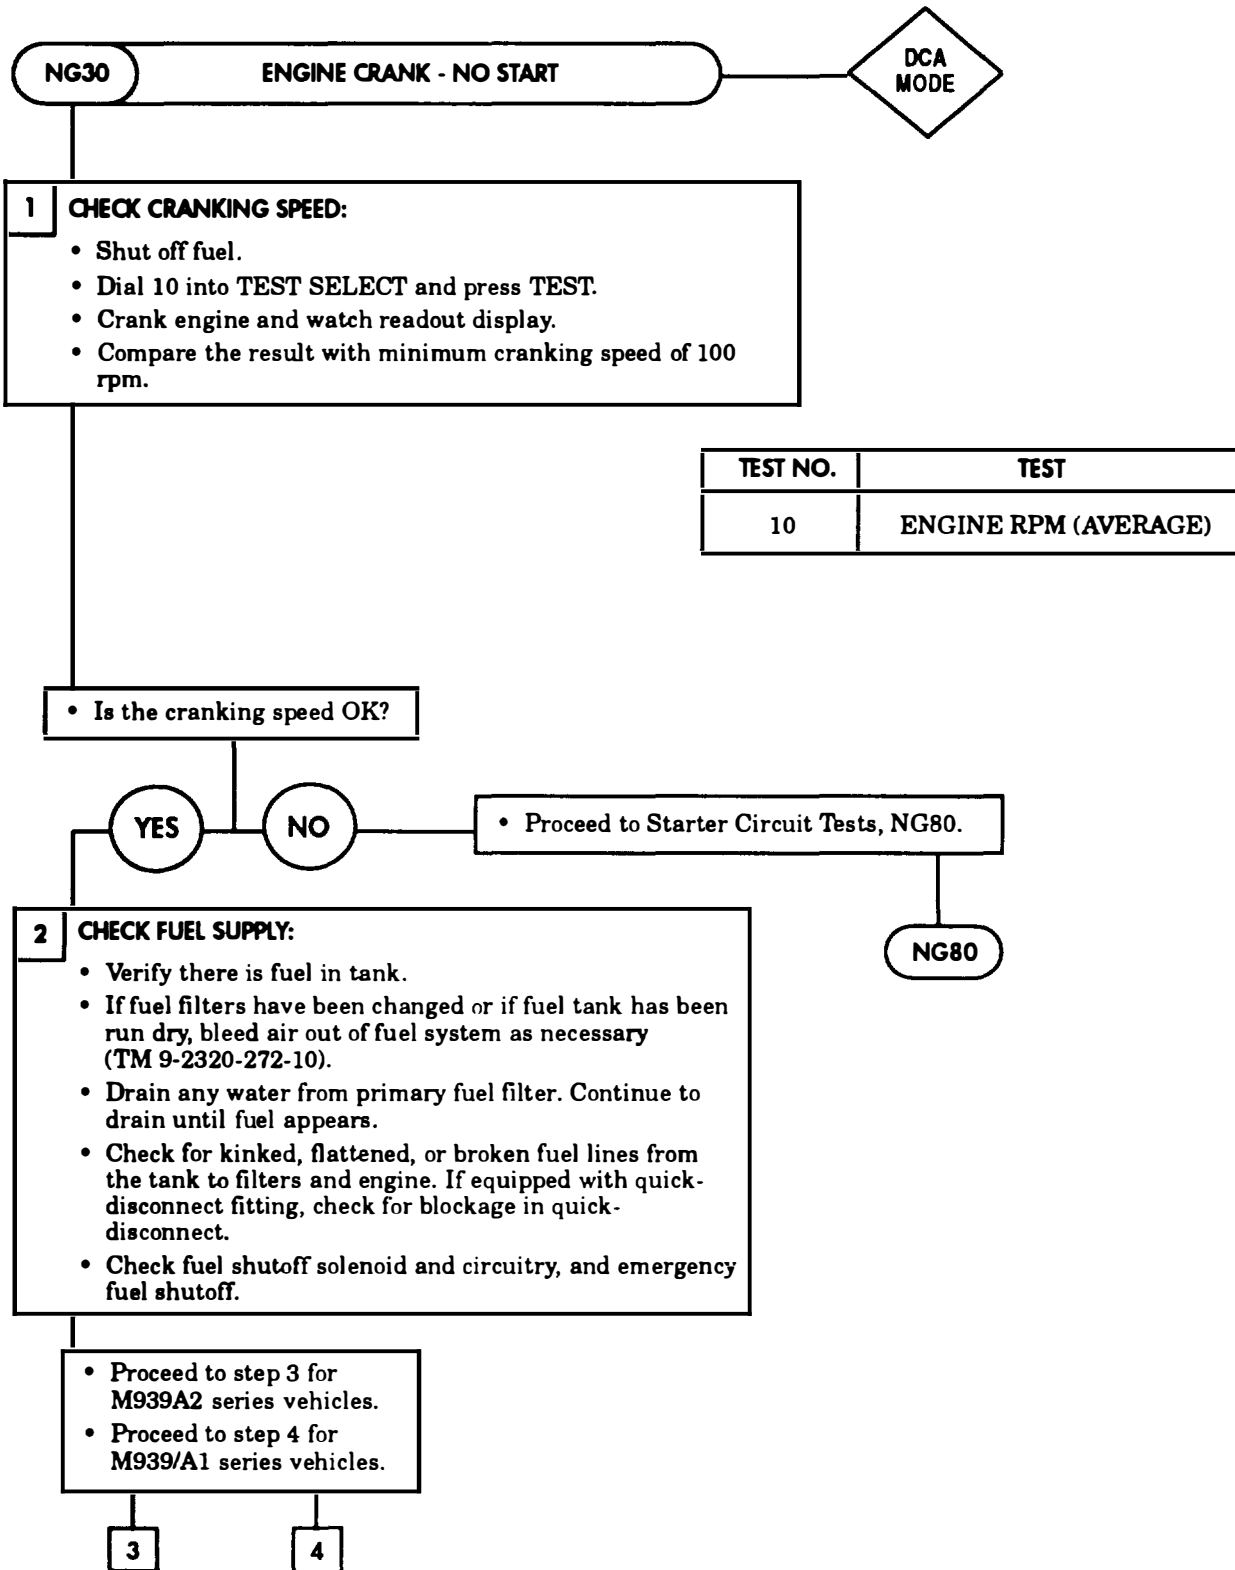 NG30 ENGINE CRANK - NO START
DCA
MODE
1 CHECK CRANKING SPEED:
• Shut off fuel.
• Dial 10 into TEST SELECT and press TEST.
• Crank engine and watch readout display.
• Compare the result with minimum cranking speed of 100
rpm.
TEST NO. TEST
10 ENGINE RPM (AVERAGE)
• Is the cranking speed OK?
YES NO
• Proceed to Starter Circuit Tests, NG80.
NG80
2 CHECK FUEL SUPPLY:
• Verify there is fuel in tank.
• If fuel filters have been changed or if fuel tank has been
run dry, bleed air out of fuel system as necessary
(TM 9-2320-272-10).
• Drain any water from primary fuel filter. Continue to
drain until fuel appears.
• Check for kinked, flattened, or broken fuel lines from
the tank to filters and engine. If equipped with quick-
disconnect fitting, check for blockage in quick-
disconnect.
• Check fuel shutoff solenoid and circuitry, and emergency
fuel shutoff.
• Proceed to step 3 for
M939A2 series vehicles.
• Proceed to step 4 for
M939/A1 series vehicles.
3 4